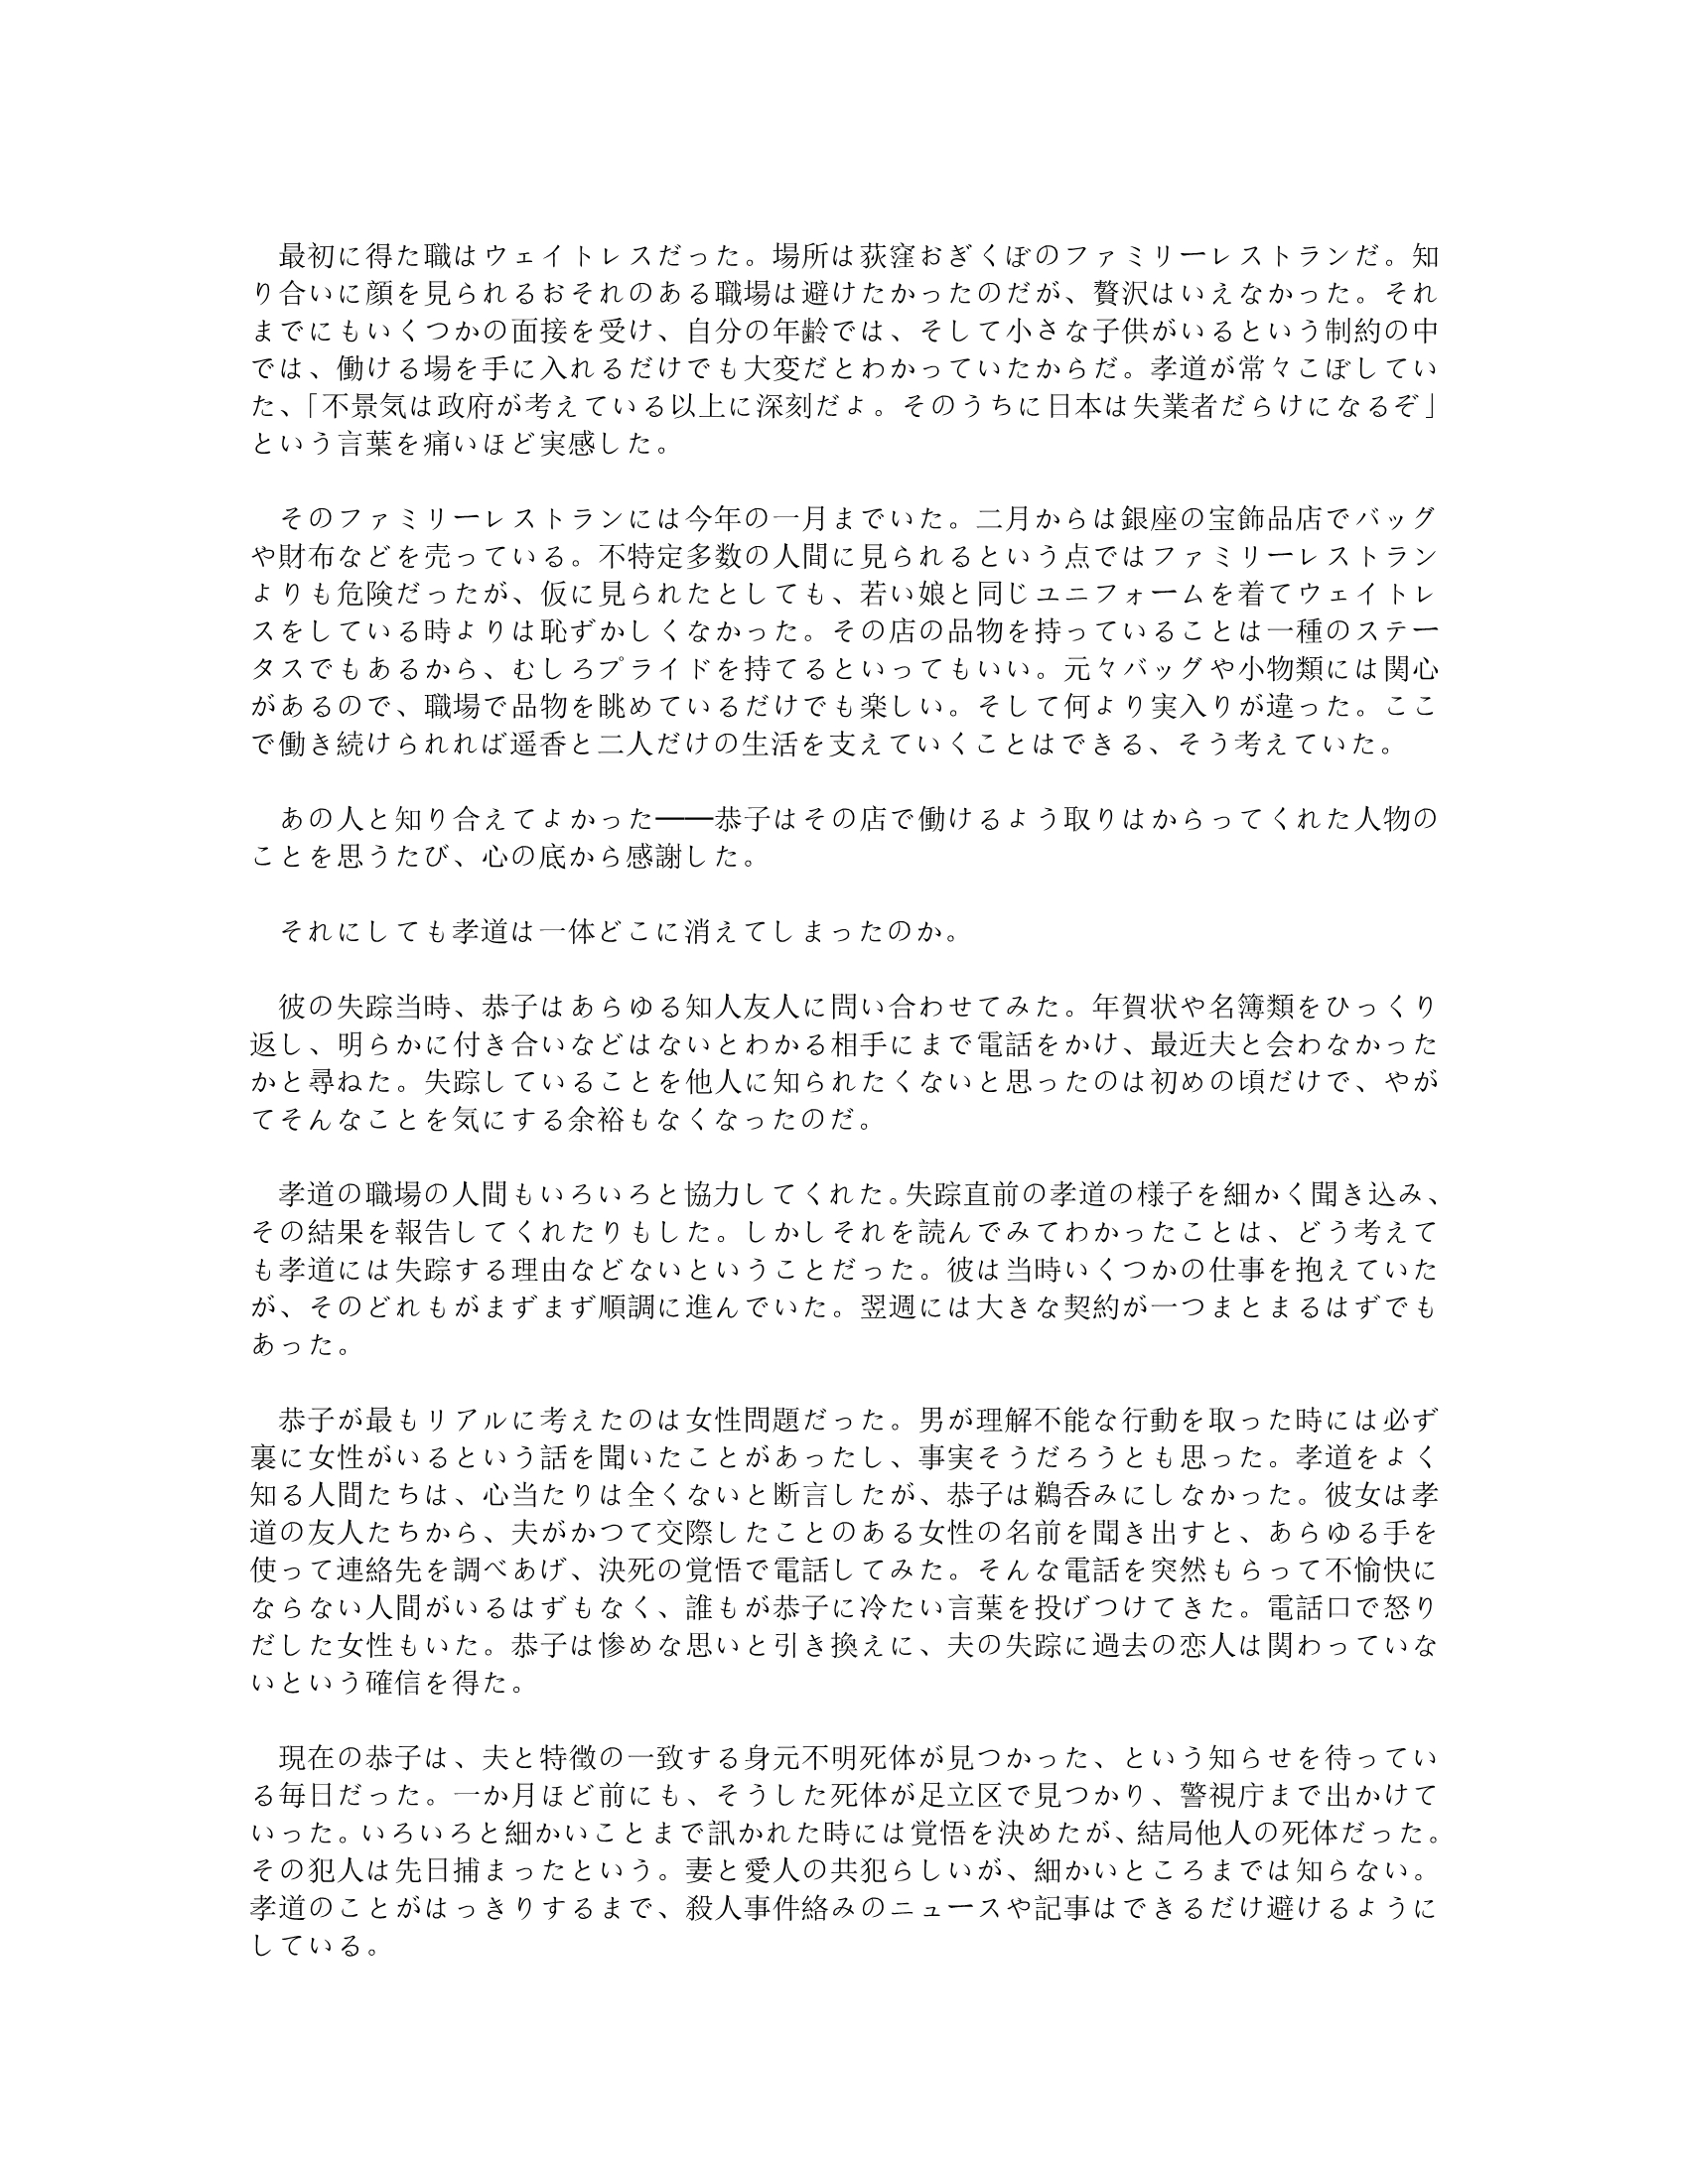 最初に得た職はウェイトレスだった。場所は荻窪おぎくぼのファミリーレストランだ。知
り合いに顔を見られるおそれのある職場は避けたかったのだが、贅沢はいえなかった。それ
までにもいくつかの面接を受け、自分の年齢では、そして小さな子供がいるという制約の中
では、働ける場を手に入れるだけでも大変だとわかっていたからだ。孝道が常々こぼしてい
た、「不景気は政府が考えている以上に深刻だよ。そのうちに日本は失業者だらけになるぞ」
という言葉を痛いほど実感した。
そのファミリーレストランには今年の一月までいた。二月からは銀座の宝飾品店でバッグ
や財布などを売っている。不特定多数の人間に見られるという点ではファミリーレストラン
よりも危険だったが、仮に見られたとしても、若い娘と同じユニフォームを着てウェイトレ
スをしている時よりは恥ずかしくなかった。その店の品物を持っていることは一種のステー
タスでもあるから、むしろプライドを持てるといってもいい。元々バッグや小物類には関心
があるので、職場で品物を眺めているだけでも楽しい。そして何より実入りが違った。ここ
で働き続けられれば遥香と二人だけの生活を支えていくことはできる、そう考えていた。
あの人と知り合えてよかった――恭子はその店で働けるよう取りはからってくれた人物の
ことを思うたび、心の底から感謝した。
それにしても孝道は一体どこに消えてしまったのか。
彼の失踪当時、恭子はあらゆる知人友人に問い合わせてみた。年賀状や名簿類をひっくり
返し、明らかに付き合いなどはないとわかる相手にまで電話をかけ、最近夫と会わなかった
かと尋ねた。失踪していることを他人に知られたくないと思ったのは初めの頃だけで、やが
てそんなことを気にする余裕もなくなったのだ。
孝道の職場の人間もいろいろと協力してくれた。失踪直前の孝道の様子を細かく聞き込み、
その結果を報告してくれたりもした。しかしそれを読んでみてわかったことは、どう考えて
も孝道には失踪する理由などないということだった。彼は当時いくつかの仕事を抱えていた
が、そのどれもがまずまず順調に進んでいた。翌週には大きな契約が一つまとまるはずでも
あった。
恭子が最もリアルに考えたのは女性問題だった。男が理解不能な行動を取った時には必ず
裏に女性がいるという話を聞いたことがあったし、事実そうだろうとも思った。孝道をよく
知る人間たちは、心当たりは全くないと断言したが、恭子は鵜呑みにしなかった。彼女は孝
道の友人たちから、夫がかつて交際したことのある女性の名前を聞き出すと、あらゆる手を
使って連絡先を調べあげ、決死の覚悟で電話してみた。そんな電話を突然もらって不愉快に
ならない人間がいるはずもなく、誰もが恭子に冷たい言葉を投げつけてきた。電話口で怒り
だした女性もいた。恭子は惨めな思いと引き換えに、夫の失踪に過去の恋人は関わっていな
いという確信を得た。
現在の恭子は、夫と特徴の一致する身元不明死体が見つかった、という知らせを待ってい
る毎日だった。一か月ほど前にも、そうした死体が足立区で見つかり、警視庁まで出かけて
いった。いろいろと細かいことまで訊かれた時には覚悟を決めたが、結局他人の死体だった。
その犯人は先日捕まったという。妻と愛人の共犯らしいが、細かいところまでは知らない。
孝道のことがはっきりするまで、殺人事件絡みのニュースや記事はできるだけ避けるように
している。